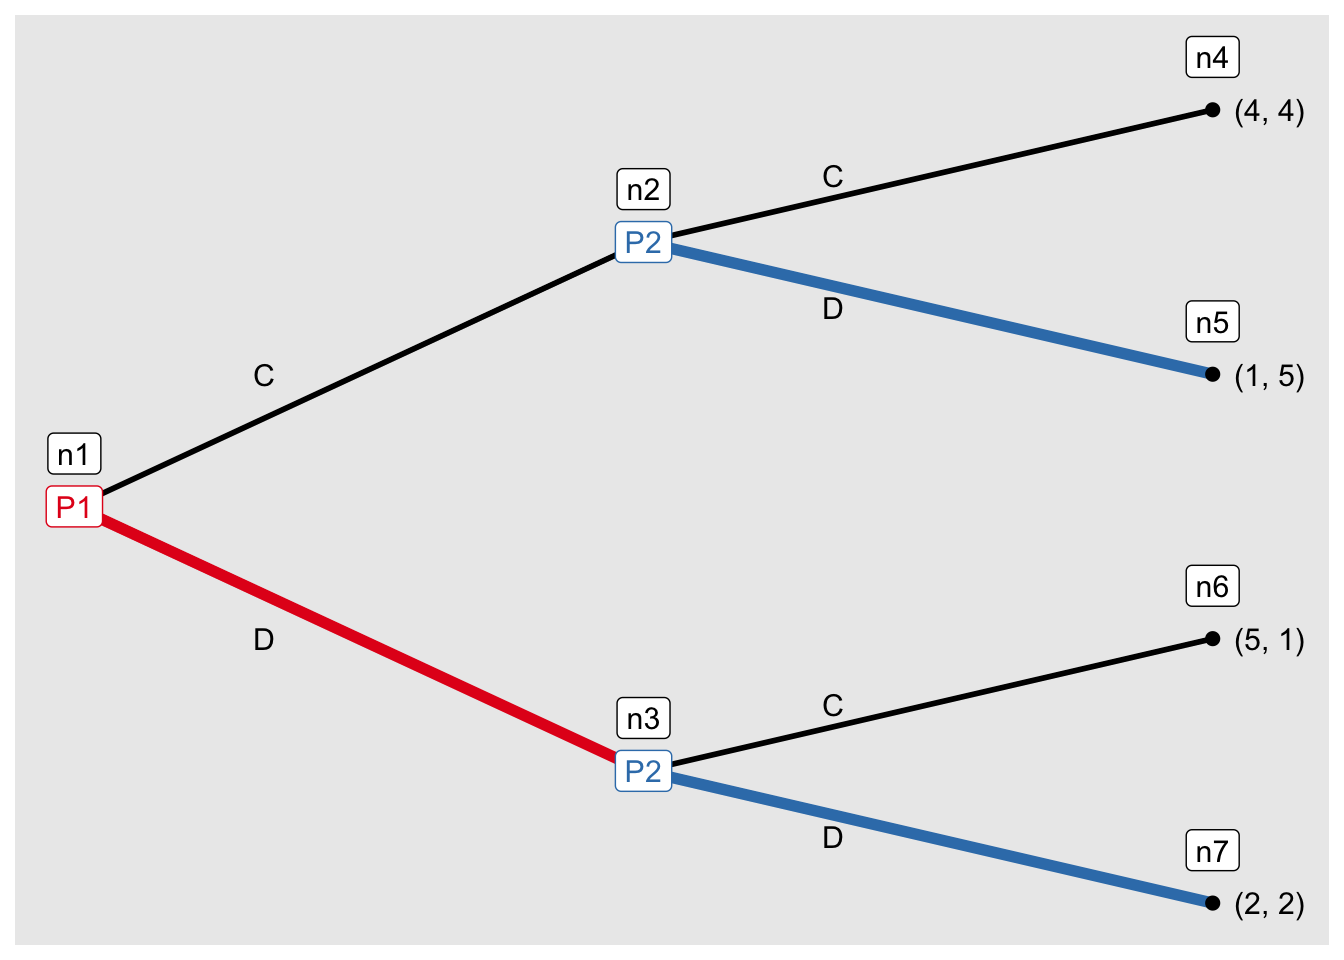 n4
(4, 4)
C
n2
P2
D
n5
(1, 5)
C
n1
P1
D
n6
(5, 1)
C
n3
P2
D
n7
(2, 2)